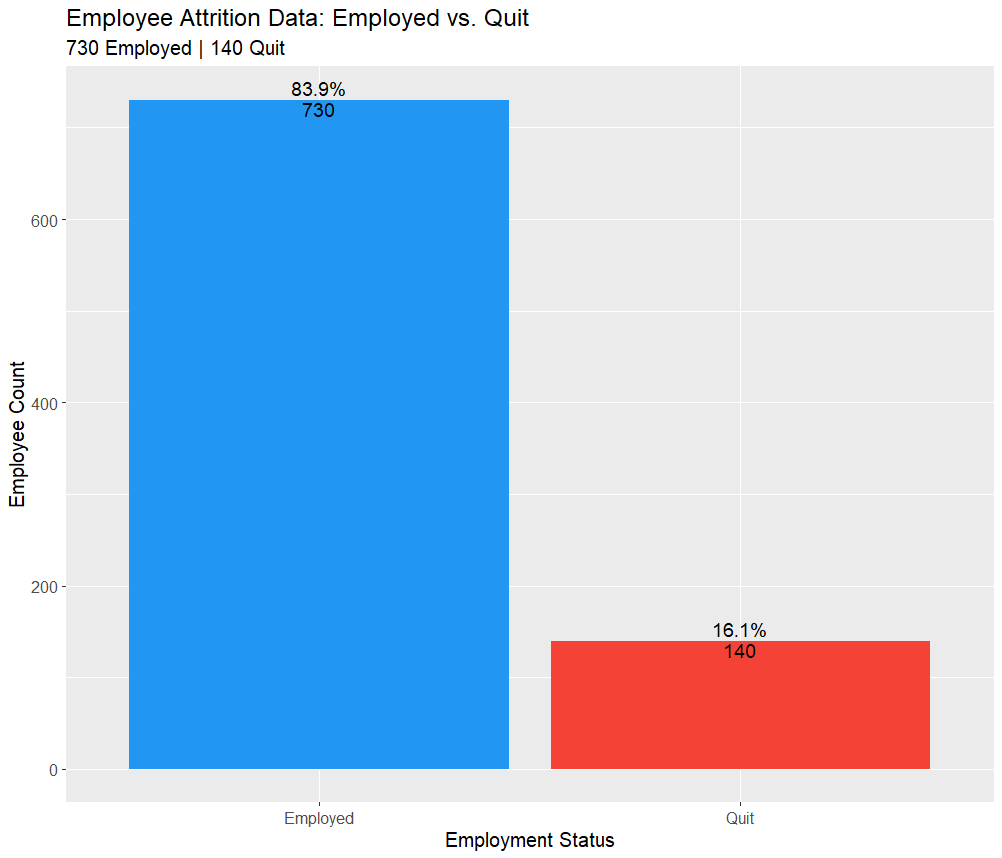 Employee Attrition Data: Employed vs. Quit
730 Employed | 140 Quit
83.9%
730
600
400
200
0
16.1%
140
Employee Count
Employed
Quit
Employment Status